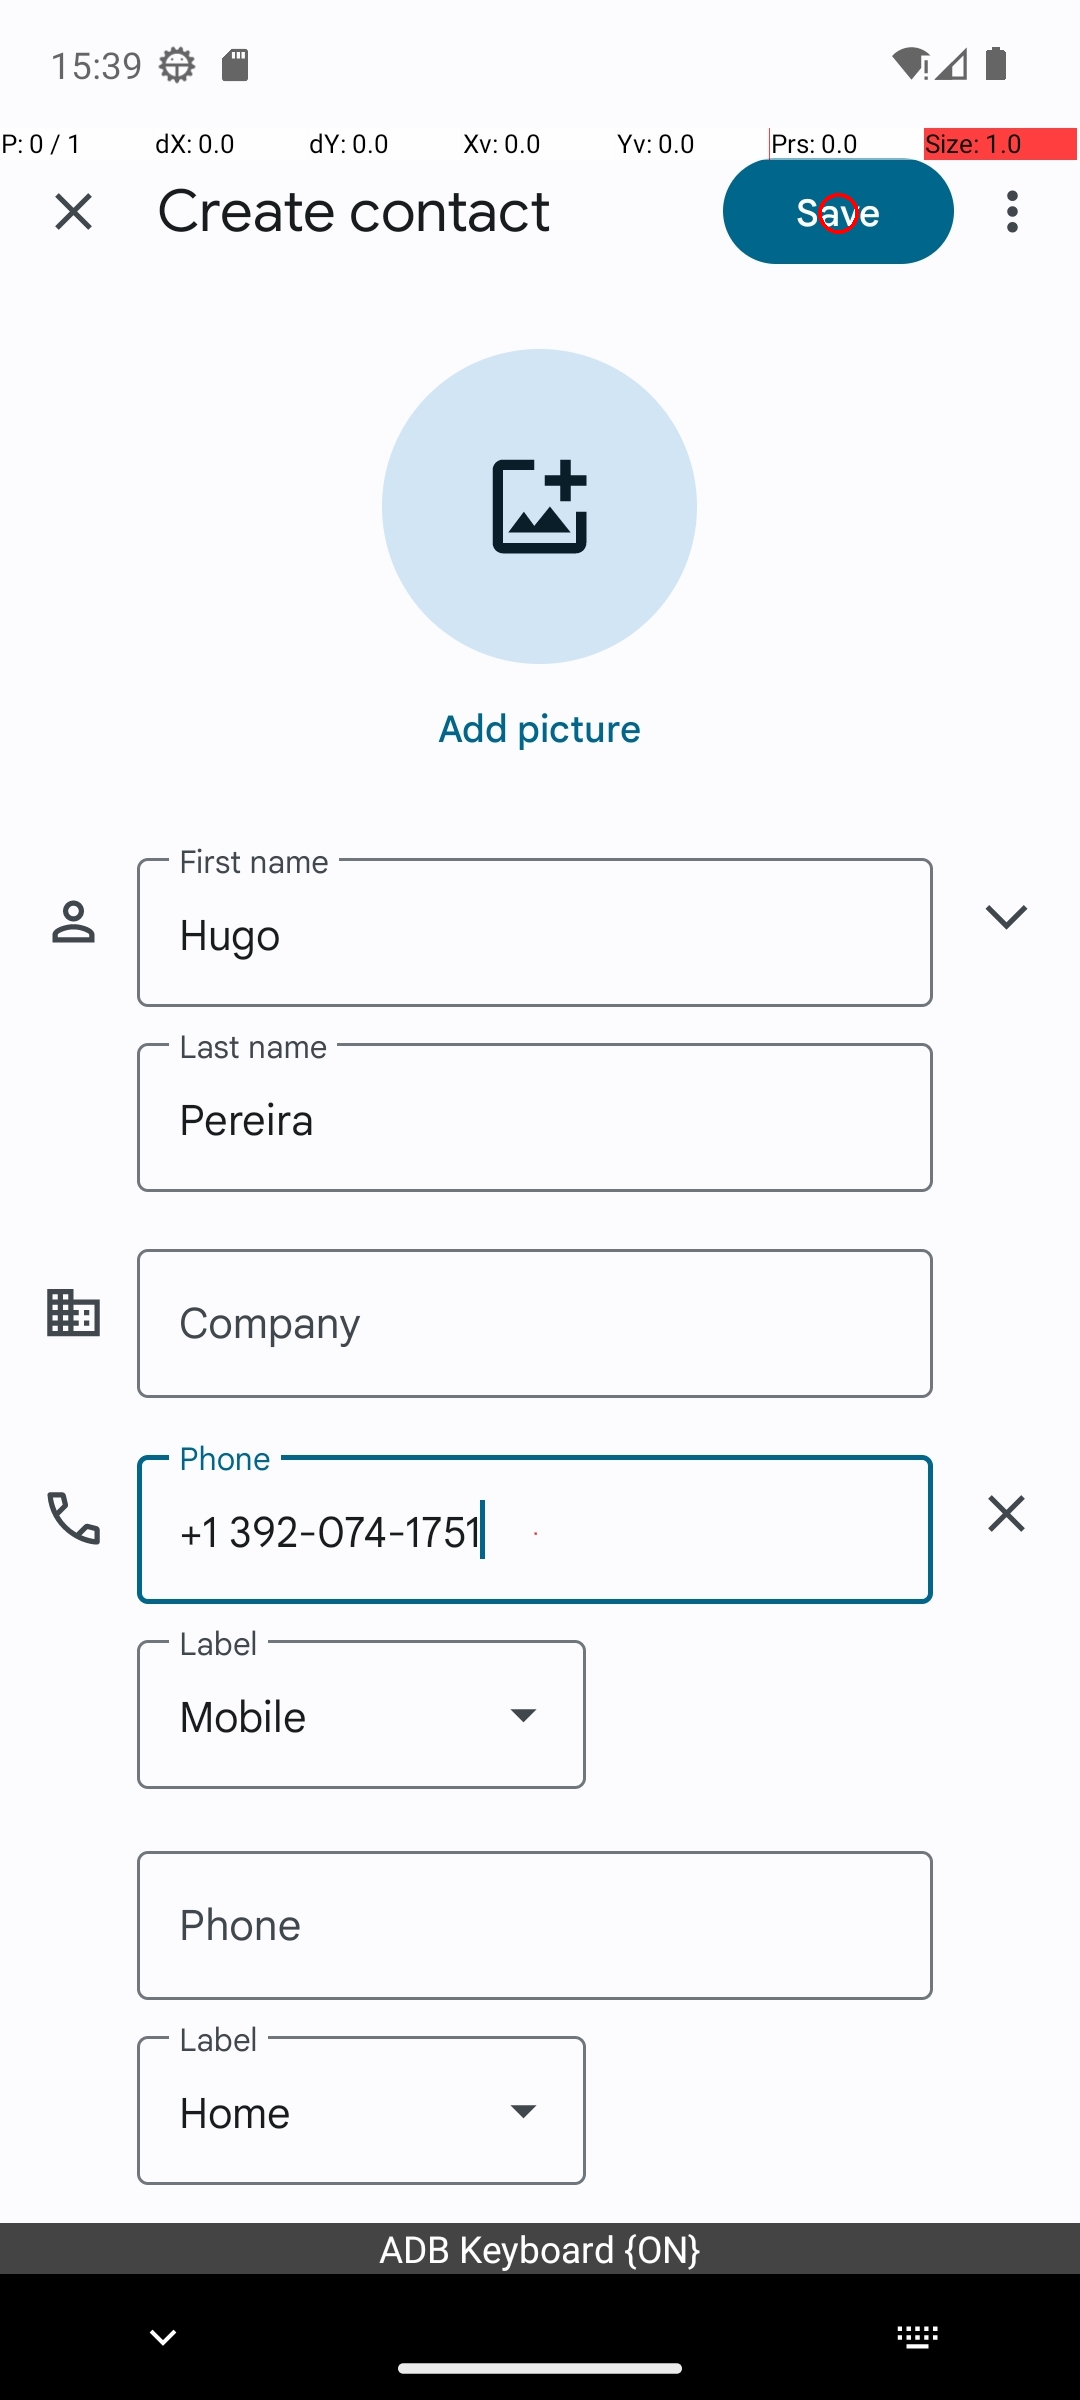 15:39
P: 0 / 1 dX: 0.0 dY: 0.0 Xv: 0.0 Yv: 0.0 Prs: 0.0 Size: 1.0
Create contact Save
Add picture
First name
Hugo
Last name
Pereira
Company
Phone
+1 392-074-1751
Label
Mobile
Phone
Label
Home
ADB Keyboard {ON}